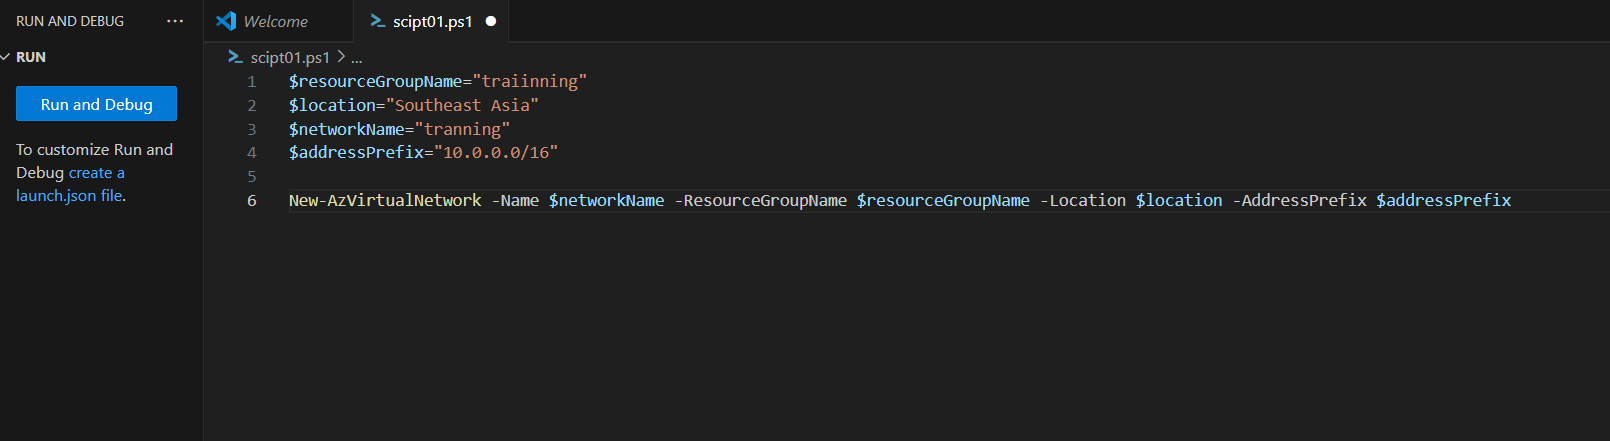 RUN AND DEBUG ...
Welcome
scipt01.ps1
RUN
scipt01.ps1 > ...
Run and Debug
To customize Run and
Debug create a
launch.json file.
1 $resourceGroupName="traiinning"
2 $location="Southeast Asia"
3 $networkName="tranning"
4 $addressPrefix="10.0.0.0/16"
5
6 New-AzVirtualNetwork -Name $networkName -ResourceGroupName $resourceGroupName -Location $location -AddressPrefix $addressPrefix